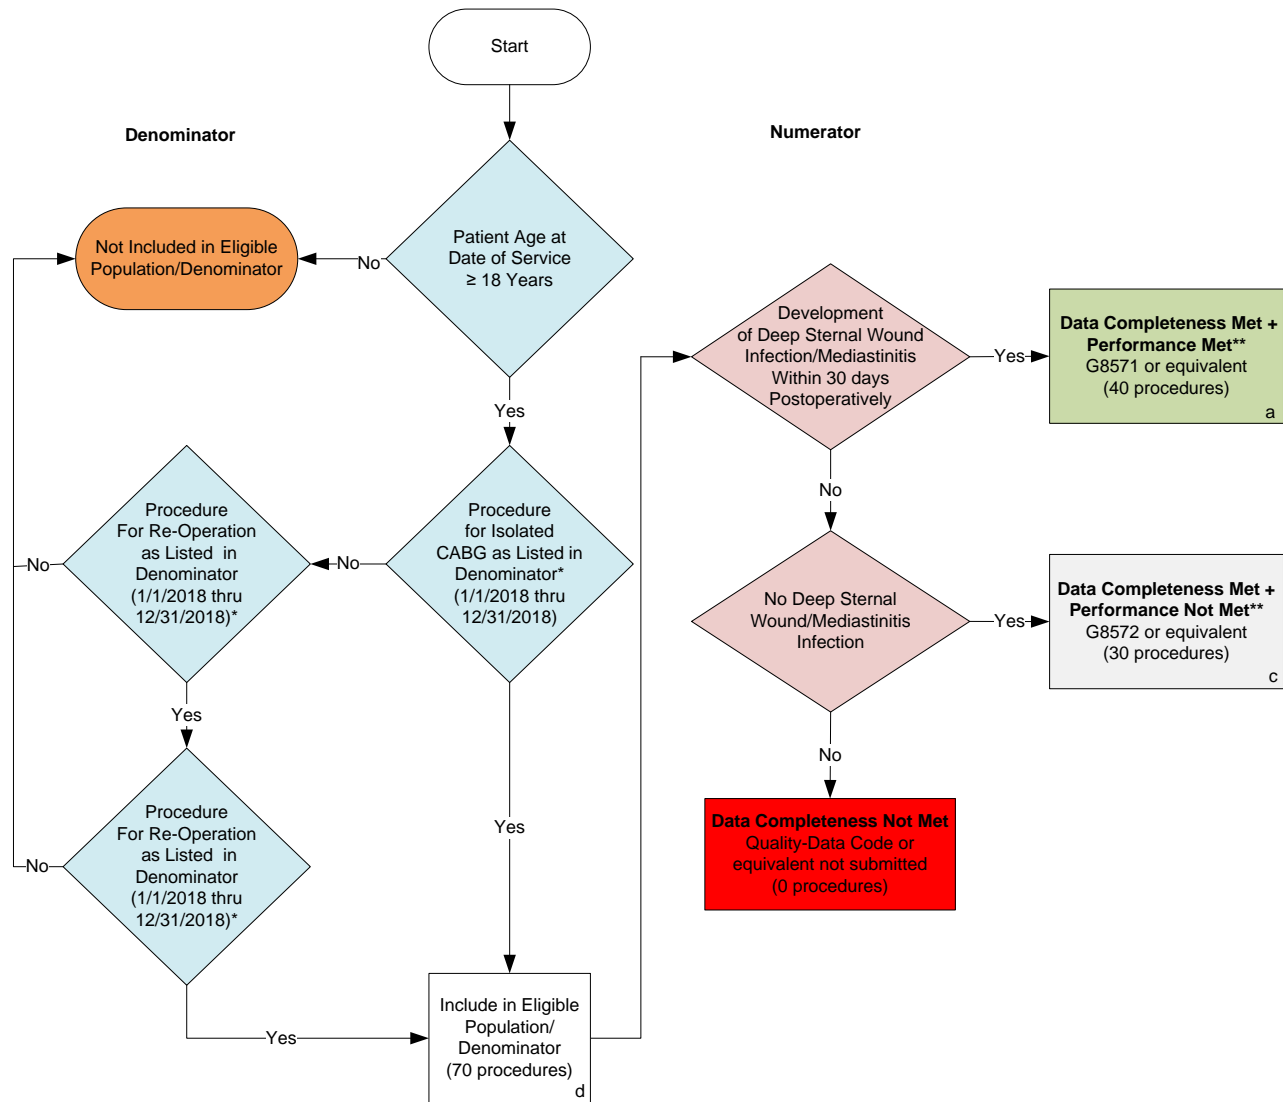 Start
Denominator
Numerator
Patient Age at
Date of Service
≥ 18 Years
No
Not Included in Eligible
Population/Denominator
Yes
Procedure
for Isolated
CABG as Listed in
Denominator*
(1/1/2018 thru
12/31/2018)
No
Procedure
For Re-Operation
as Listed in
Denominator
(1/1/2018 thru
12/31/2018)*
No
Yes
Procedure
For Re-Operation
as Listed in
Denominator
(1/1/2018 thru
12/31/2018)*
No
Yes
Yes
Include in Eligible
Population/
Denominator
(70 procedures)
d
Development
of Deep Sternal Wound
Infection/Mediastinitis
Within 30 days
Postoperatively
Yes
Data Completeness Met +
Performance Met**
G8571 or equivalent
(40 procedures)
a
No
No Deep Sternal
Wound/Mediastinitis
Infection
Yes
Data Completeness Met +
Performance Not Met**
G8572 or equivalent
(30 procedures)
c
No
Data Completeness Not Met
Quality-Data Code or
equivalent not submitted
(0 procedures)